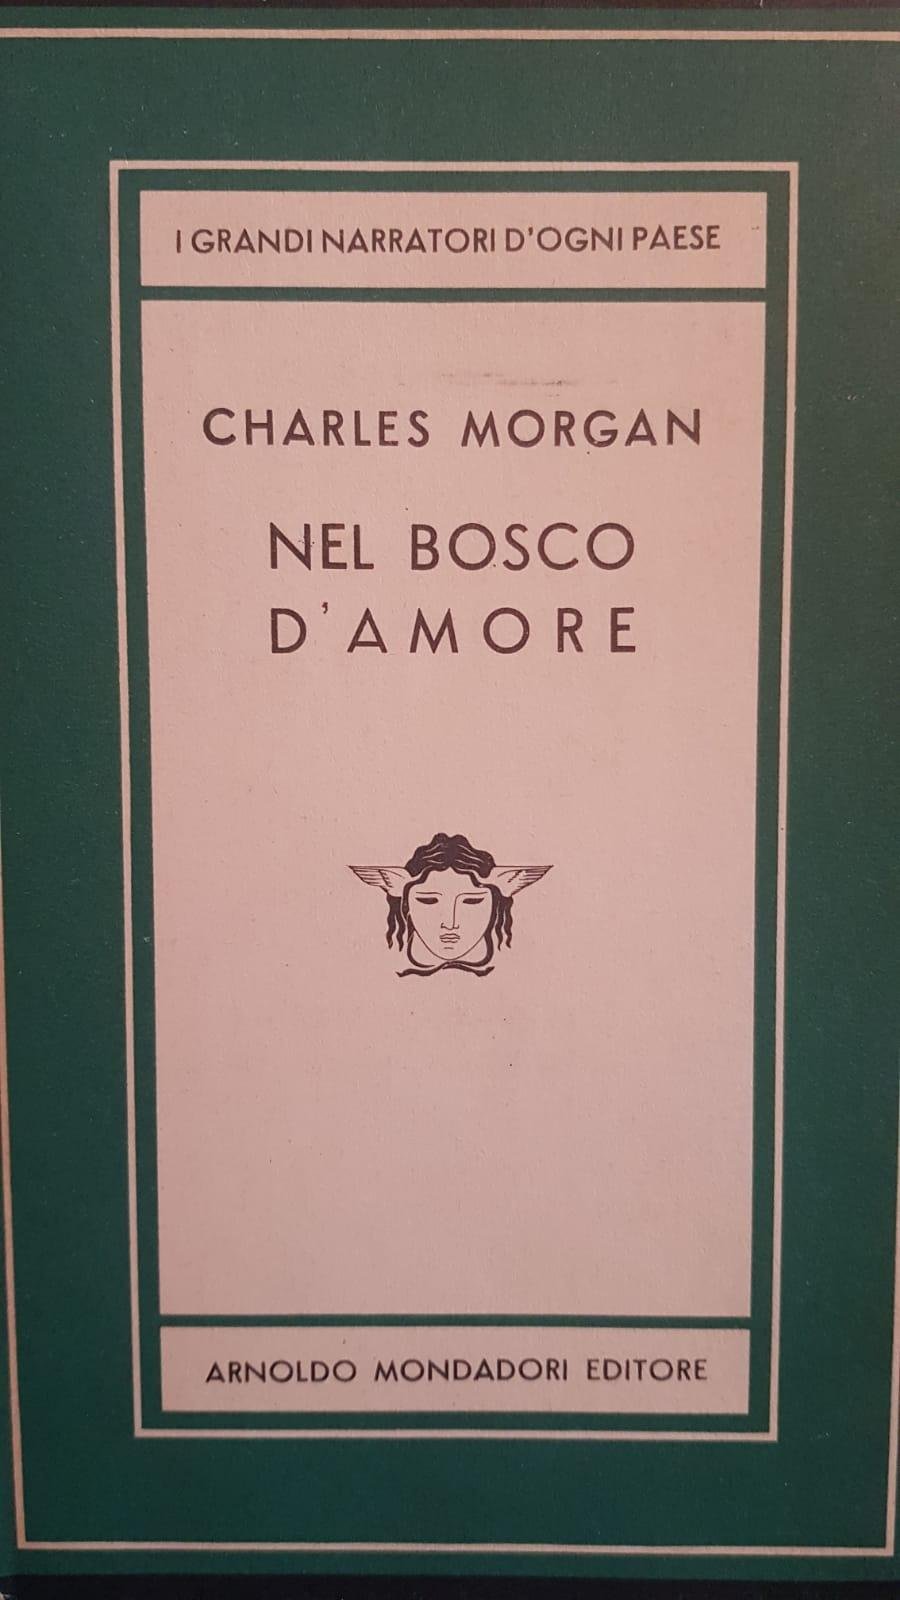 I GRANDI NARRATORI D'OGNI PAESE
CHARLES MORGAN
NEL BOSCO
D'AMORE
ARNOLDO MONDADORI EDITORE